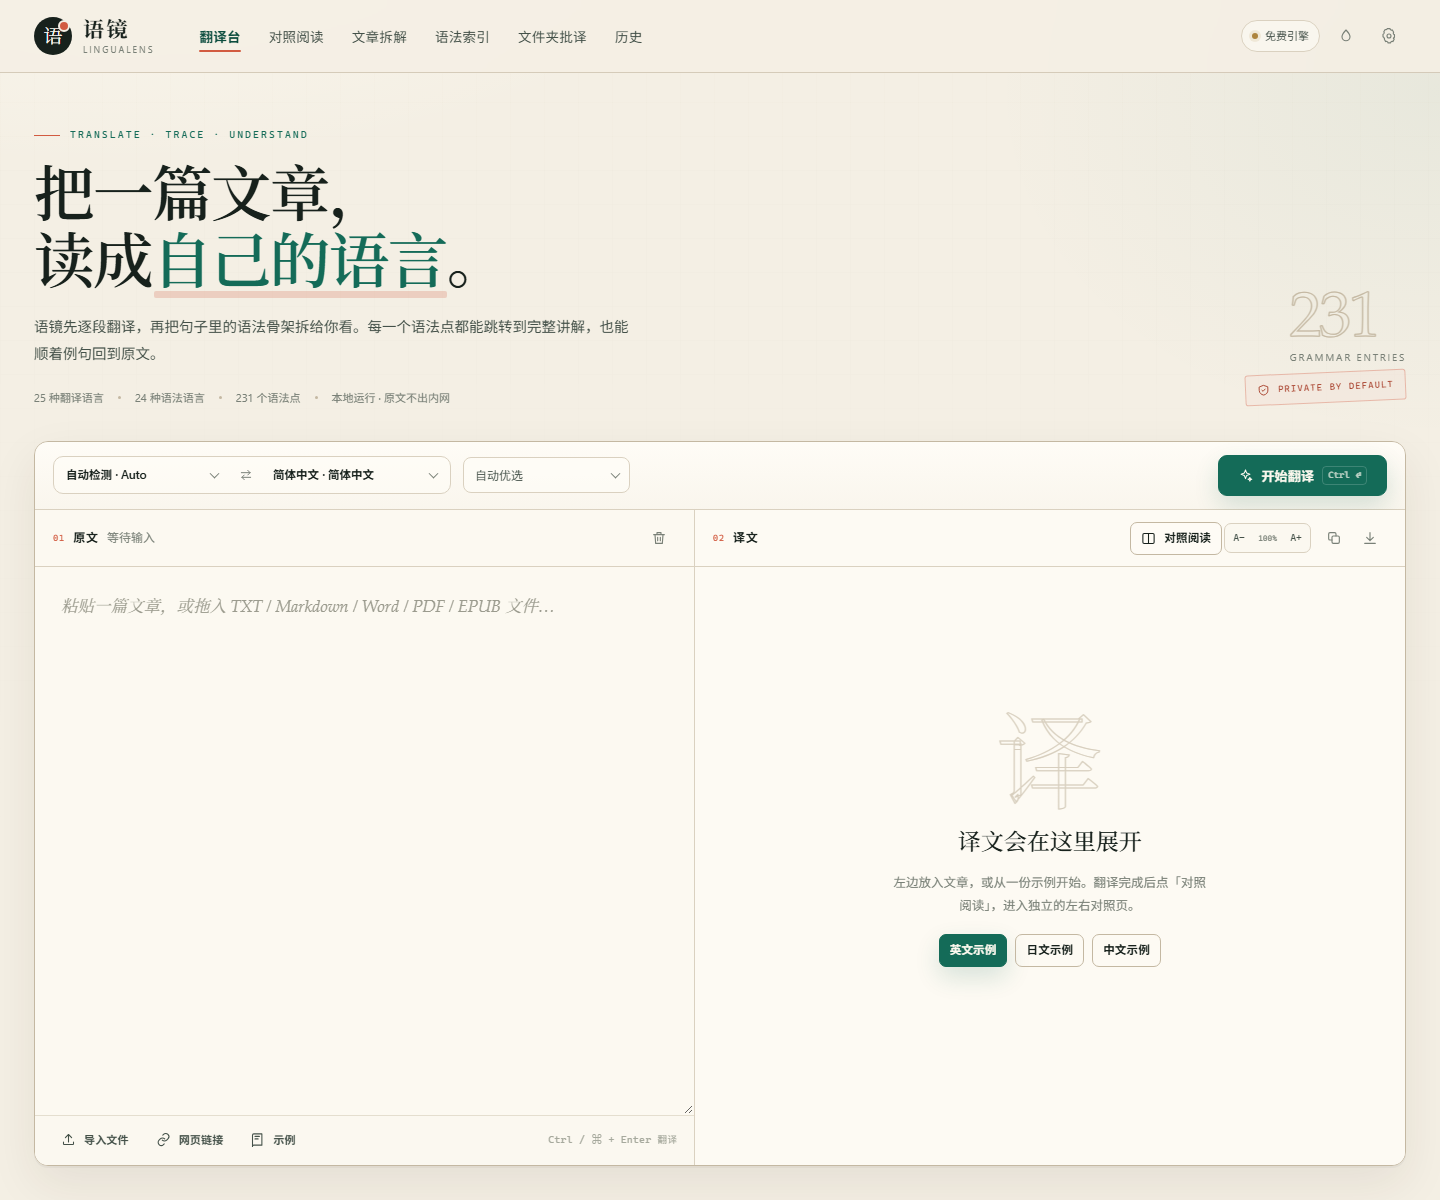 语 语镜
LINGUALENS
翻译台 对照阅读 文章拆解 语法索引 文件夹批译 历史
免费引擎
TRANSLATE · TRACE · UNDERSTAND
把一篇文章，
读成自己的语言。
语镜先逐段翻译，再把句子里的语法骨架拆给你看。每一个语法点都能跳转到完整讲解，也能
顺着例句回到原文。
25 种翻译语言 • 24 种语法语言 • 231 个语法点 • 本地运行 · 原文不出内网
231
GRAMMAR ENTRIES
PRIVATE BY DEFAULT
自动检测 · Auto ⇄ 简体中文 · 简体中文 自动优选
开始翻译 Ctrl ⏎
01 原文 等待输入
02 译文 对照阅读 A− 100% A+
粘贴一篇文章，或拖入 TXT / Markdown / Word / PDF / EPUB 文件…
译
译文会在这里展开
左边放入文章，或从一份示例开始。翻译完成后点「对照
阅读」，进入独立的左右对照页。
英文示例 日文示例 中文示例
导入文件 网页链接 示例 Ctrl / ⌘ + Enter 翻译